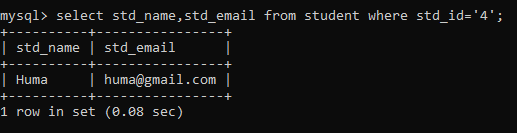 mysql> select std_name,std_email from student where std_id='4';
+----------+----------------+
| std_name | std_email      |
+----------+----------------+
| Huma     | huma@gmail.com |
+----------+----------------+
1 row in set (0.08 sec)